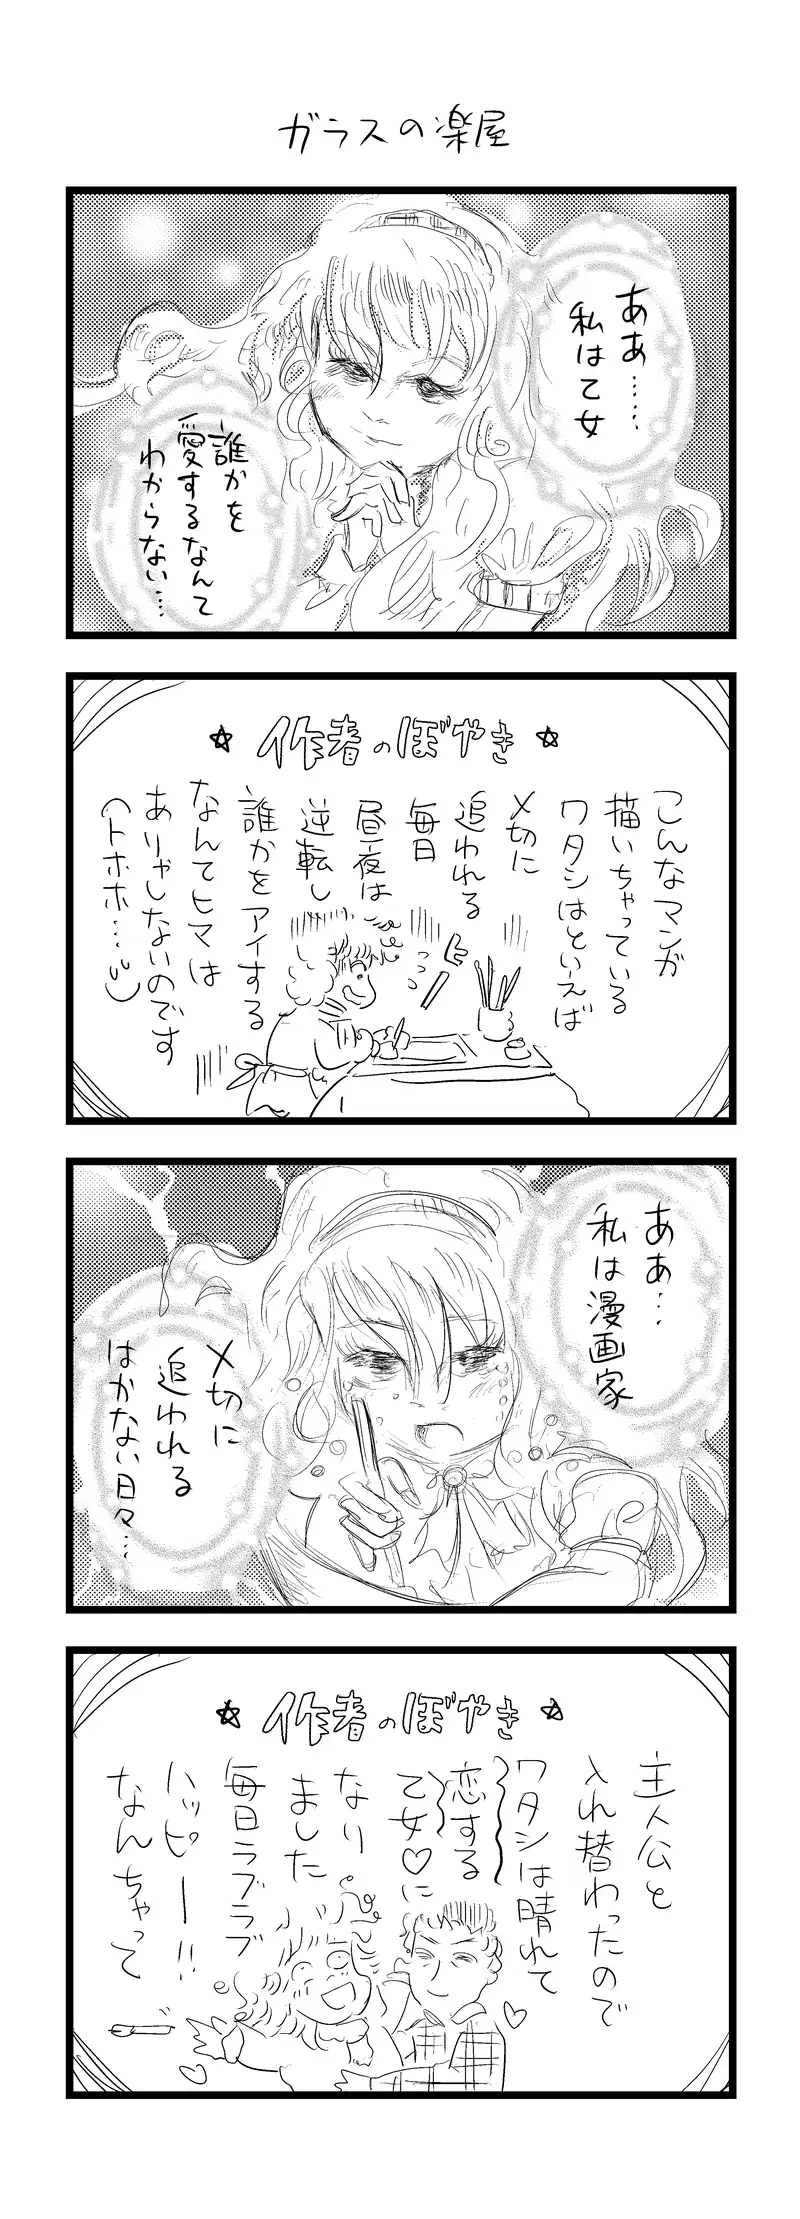 ガラスの楽屋
ああ……
私は乙女
誰かを
愛するなんて
わからない…
☆作者のぼやき☆
こんなマンガ
描いちゃっている
ワタシはといえば
〆切に
追われる
毎日
昼夜は
逆転し
誰かをアイする
なんてヒマは
ありゃしないのです
(トホホ…)
ああ…
私は漫画家
〆切に
追われる
はかない日々…
☆作者のぼやき☆
主人公と
入れ替わったので
ワタシは晴れて
恋する
乙女♡に
なり
ました
毎日ラブラブ
ハッピー!!
なんちゃって